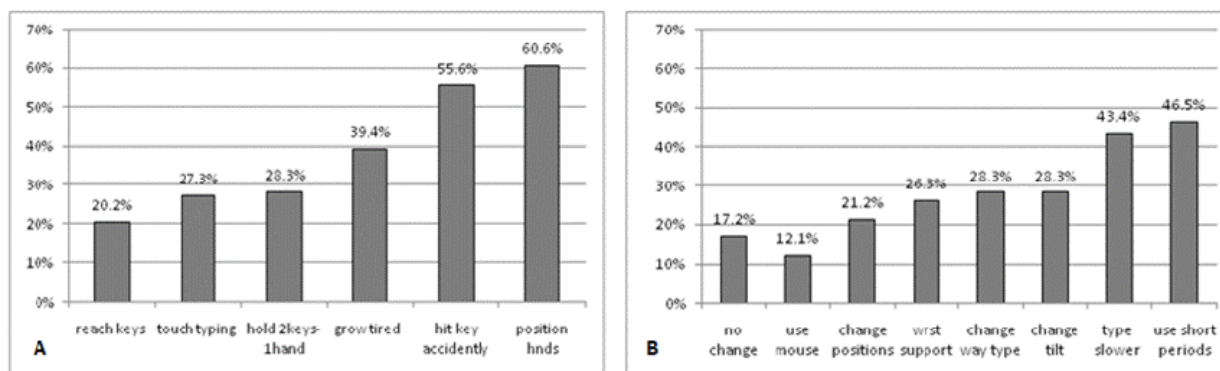 70%
60%
50%
40%
30%
20%
10%
0%
20.2%
27.3%
28.3%
39.4%
55.6%
60.6%
reach keys
touch typing
hold 2keys-
1hand
grow tired
hit key
accidently
position
hnds
A
70%
60%
50%
40%
30%
20%
10%
0%
17.2%
12.1%
21.2%
26.3%
28.3%
28.3%
43.4%
46.5%
no
change
use
mouse
change
positions
wrst
support
change
way type
change
tilt
type
slower
use short
periods
B